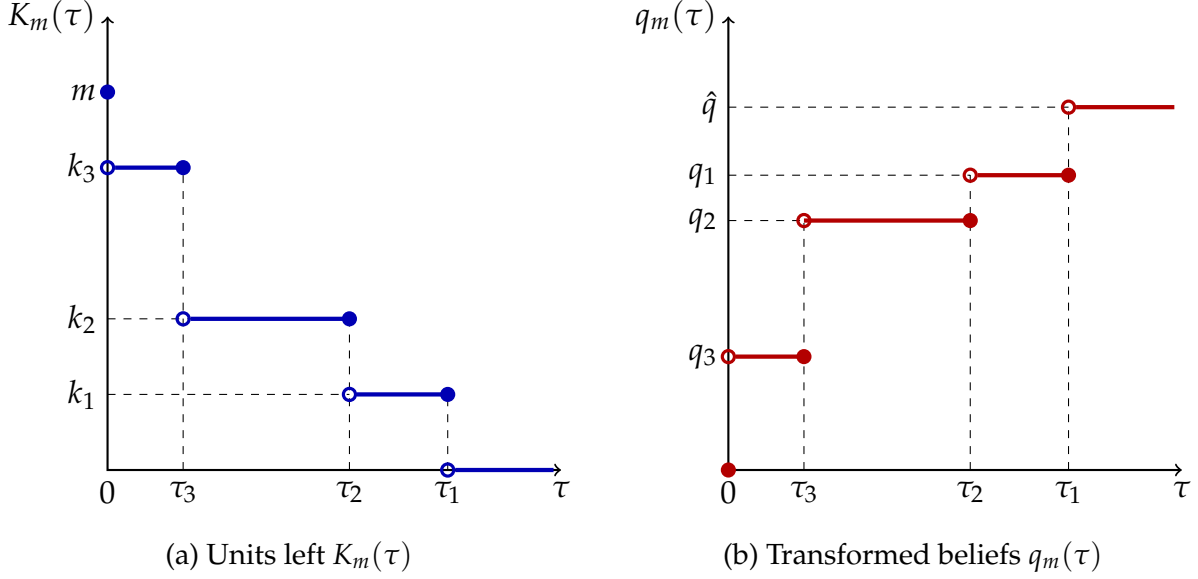 K_m(τ)
m
k_3
k_2
k_1
0 τ_3 τ_2 τ_1 τ
(a) Units left K_m(τ)
q_m(τ)
q̂
q_1
q_2
q_3
0 τ_3 τ_2 τ_1 τ
(b) Transformed beliefs q_m(τ)